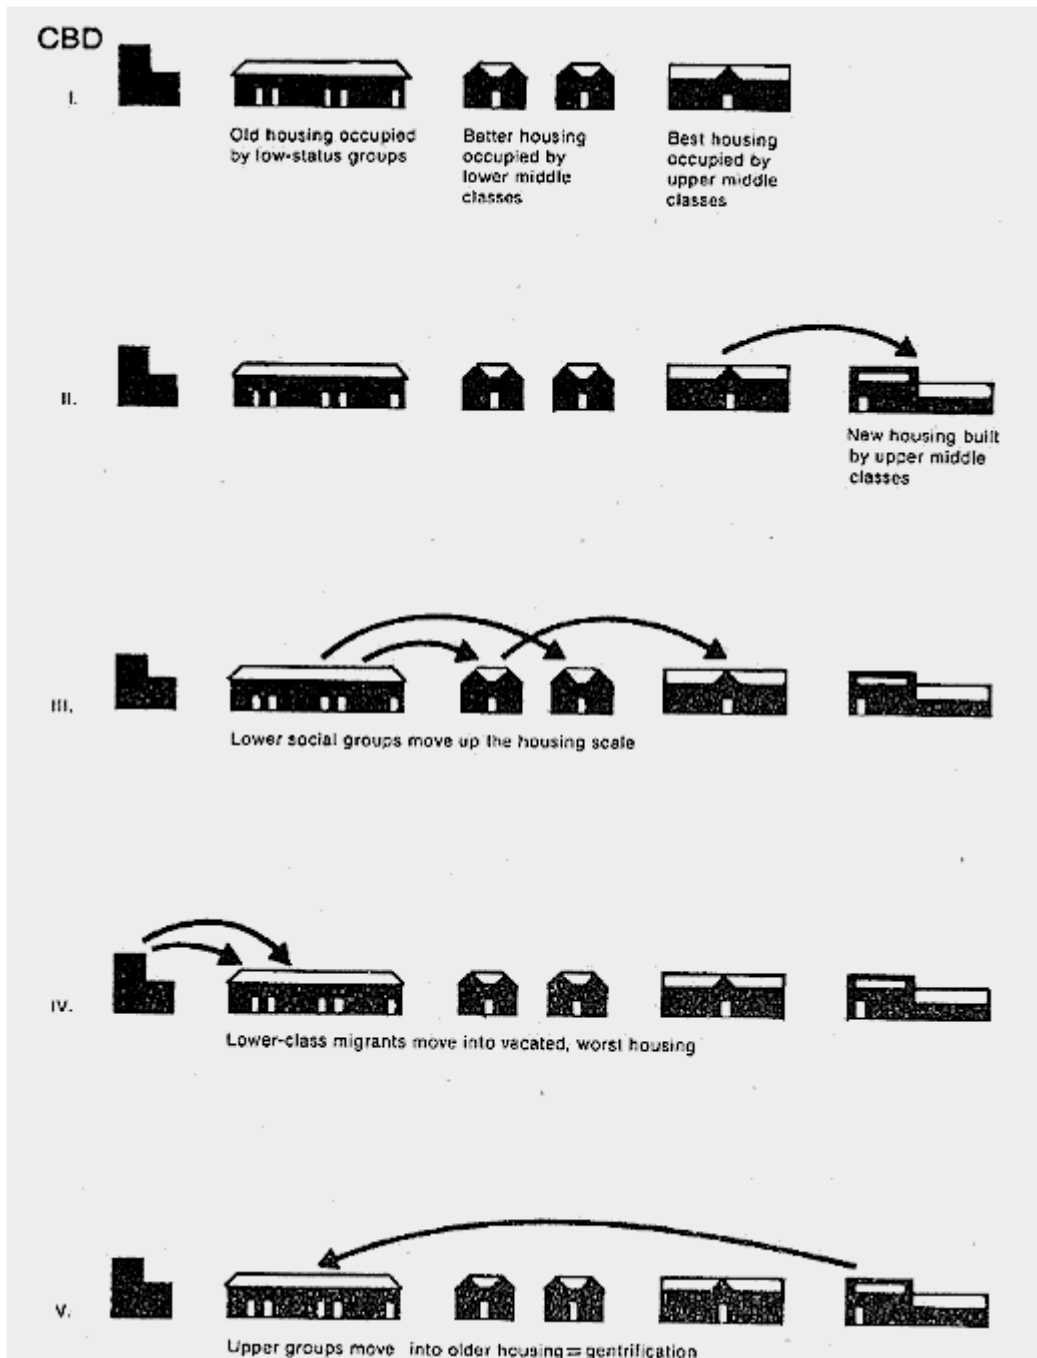 CBD
I.
Old housing occupied
by low-status groups
Better housing
occupied by
lower middle
classes
Best housing
occupied by
upper middle
classes
II.
New housing built
by upper middle
classes
III.
Lower social groups move up the housing scale
IV.
Lower-class migrants move into vacated, worst housing
V.
Upper groups move into older housing = gentrification